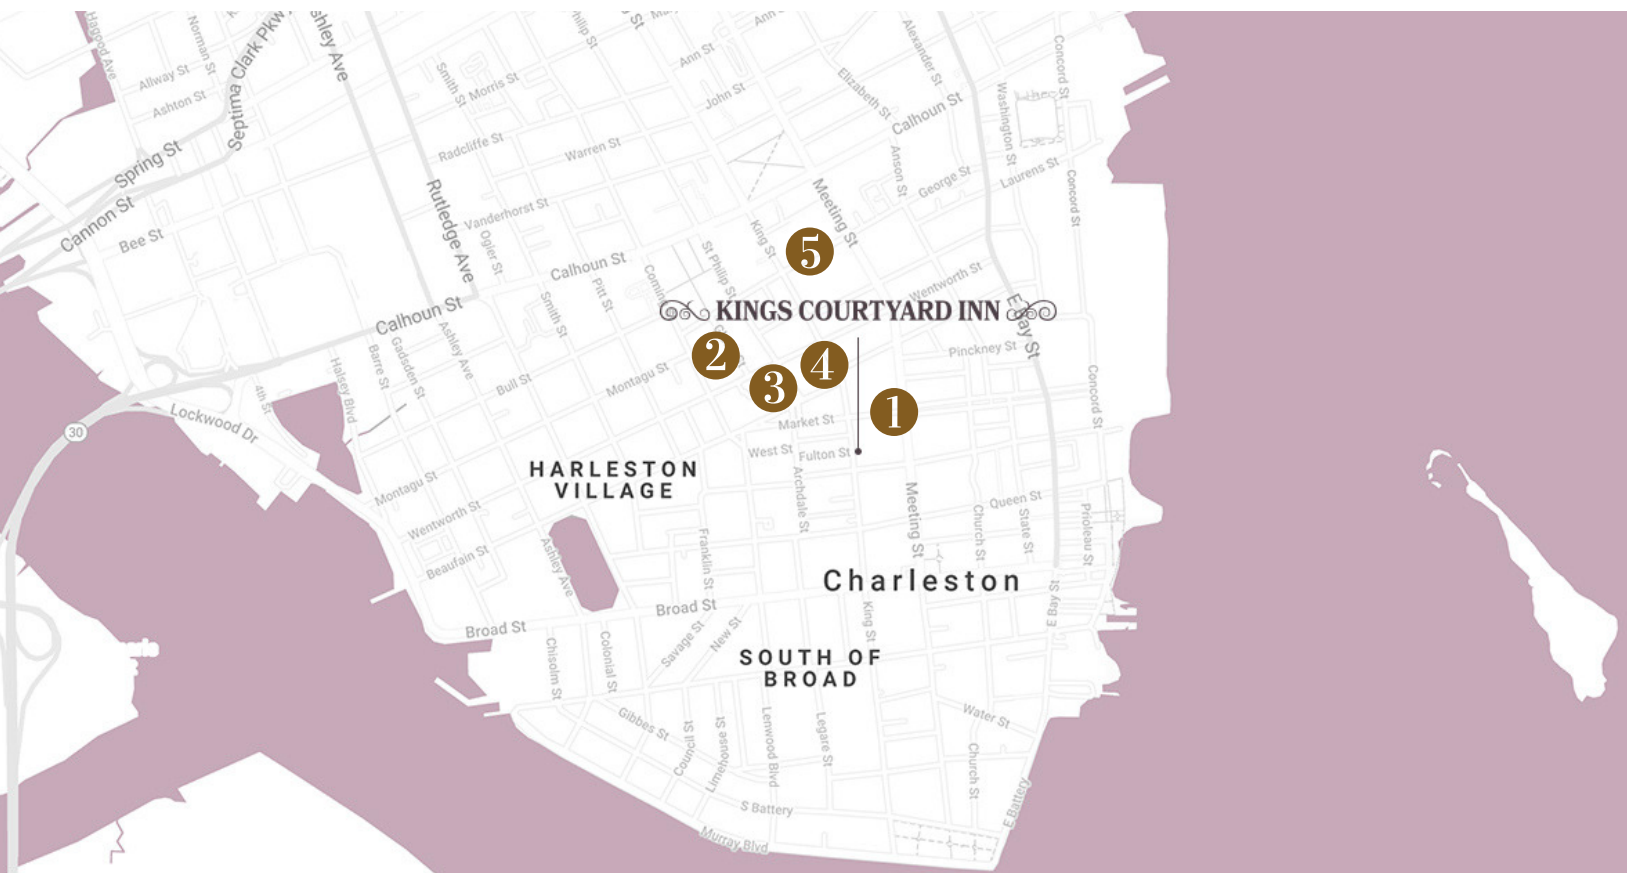 Hagood Ave
Norman St
Septima Clark Pkwy
Ashley Ave
Philip St
St
Ann
Ann St
Alexander St
Concord St
Allway St
Ashton St
Smith St
Morris St
John St
Elizabeth St
Calhoun St
Washington St
Spring St
Radcliffe St
Warren St
Anson St
George St
Laurens St
Cannon St
Bee St
Rutledge Ave
Vanderhorst St
Ogler St
Meeting St
Concord St
King St
5
Calhoun St
St Philip St
Coming
Pitt St
Wentworth St
Smith St
E Bay St
KINGS COURTYARD INN
Calhoun St
Ashley Ave
Pinckney St
2
4
3
1
Halsey Blvd
Barre St
Gadsden St
Bull St
Montagu St
Concord St
4th St
Lockwood Dr
30
Market St
West St
Fulton St
HARLESTON
VILLAGE
Montagu St
Archdale St
Meeting St
Queen St
Church St
State St
Prioleau St
Wentworth St
Beaufain St
Ashley Ave
Franklin St
Charleston
Broad St
Broad St
King St
E Bay St
Savage St
New St
Chisolm St
Colonial St
SOUTH OF
BROAD
Gibbes St
Council St
Limehouse St
Lenwood Blvd
Legare St
Water St
Church St
S Battery
E Battery
Murray Blvd